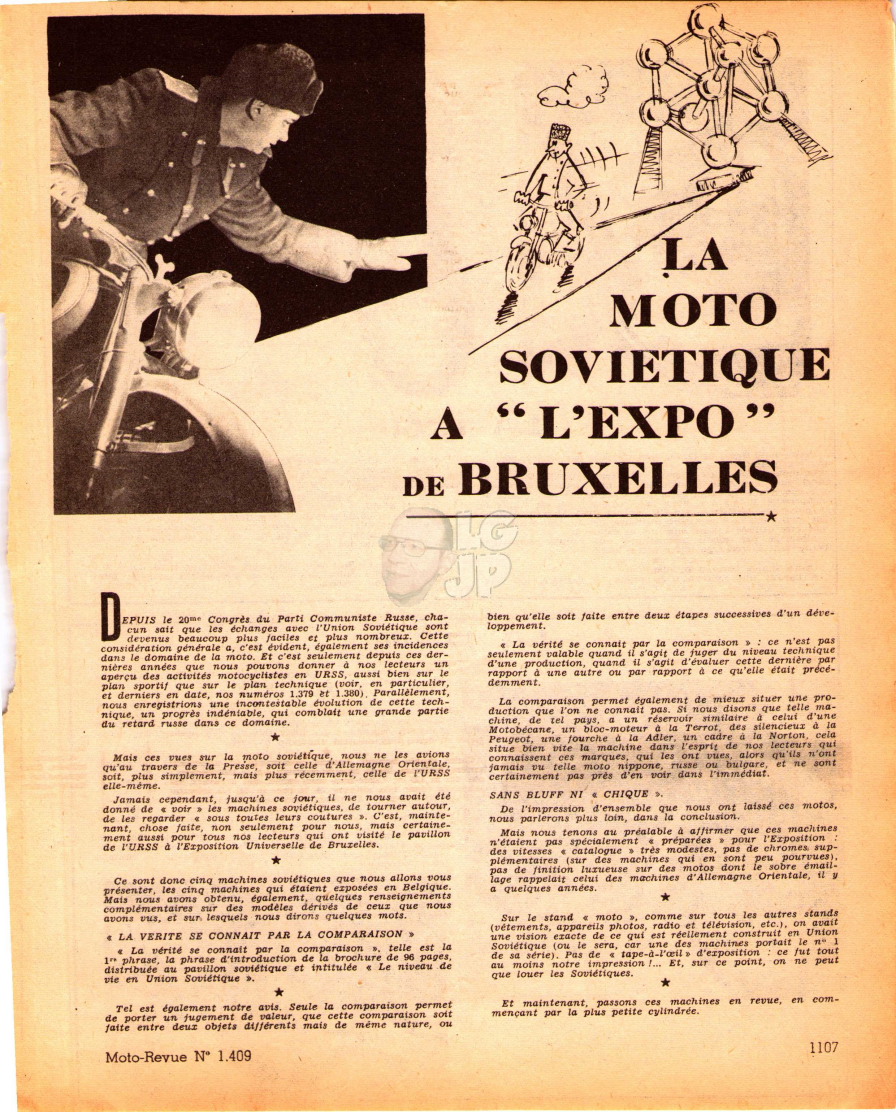 LA
MOTO
SOVIETIQUE
A “L'EXPO”
DE BRUXELLES
LG
JP
DEPUIS le 20me Congrès du Parti Communiste Russe, cha-
cun sait que les échanges avec l'Union Soviétique sont
devenus beaucoup plus faciles et plus nombreux. Cette
considération générale a, c'est évident, également ses incidences
dans le domaine de la moto. Et c'est seulement depuis ces der-
nières années que nous pouvons donner à nos lecteurs un
aperçu des activités motocyclistes en URSS, aussi bien sur le
plan sportif que sur le plan technique (voir, en particulier,
et derniers en date, nos numéros 1.379 et 1.380). Parallèlement,
nous enregistrions une incontestable évolution de cette tech-
nique, un progrès indéniable, qui comblait une grande partie
du retard russe dans ce domaine.
★
Mais ces vues sur la moto soviétique, nous ne les avions
qu'au travers de la Presse, soit celle d'Allemagne Orientale,
soit, plus simplement, mais plus récemment, celle de l'URSS
elle-même.
Jamais cependant, jusqu'à ce jour, il ne nous avait été
donné de « voir » les machines soviétiques, de tourner autour,
de les regarder « sous toutes leurs coutures ». C'est, mainte-
nant, chose faite, non seulement pour nous, mais certaine-
ment aussi pour tous nos lecteurs qui ont visité le pavillon
de l'URSS à l'Exposition Universelle de Bruxelles.
★
Ce sont donc cinq machines soviétiques que nous allons vous
présenter, les cinq machines qui étaient exposées en Belgique.
Mais nous avons obtenu, également, quelques renseignements
complémentaires sur des modèles dérivés de ceux que nous
avons vus, et sur lesquels nous dirons quelques mots.
« LA VERITE SE CONNAIT PAR LA COMPARAISON »
« La vérité se connait par la comparaison », telle est la
1re phrase, la phrase d'introduction de la brochure de 96 pages,
distribuée au pavillon soviétique et intitulée « Le niveau de
vie en Union Soviétique ».
★
Tel est également notre avis. Seule la comparaison permet
de porter un jugement de valeur, que cette comparaison soit
faite entre deux objets différents mais de même nature, ou
bien qu'elle soit faite entre deux étapes successives d'un déve-
loppement.
« La vérité se connait par la comparaison » : ce n'est pas
seulement valable quand il s'agit de juger du niveau technique
d'une production, quand il s'agit d'évaluer cette dernière par
rapport à une autre ou par rapport à ce qu'elle était précé-
demment.
La comparaison permet également de mieux situer une pro-
duction que l'on ne connait pas. Si nous disons que telle ma-
chine, de tel pays, a un réservoir similaire à celui d'une
Motobécane, un bloc-moteur à la Terrot, des silencieux à la
Peugeot, une fourche à la Adler, un cadre à la Norton, cela
situe bien vite la machine dans l'esprit de nos lecteurs qui
connaissent ces marques, qui les ont vues, alors qu'ils n'ont
jamais vu telle moto nippone, russe ou bulgare, et ne sont
certainement pas près d'en voir dans l'immédiat.
SANS BLUFF NI « CHIQUE ».
De l'impression d'ensemble que nous ont laissé ces motos,
nous parlerons plus loin, dans la conclusion.
Mais nous tenons au préalable à affirmer que ces machines
n'étaient pas spécialement « préparées » pour l'Exposition :
des vitesses « catalogue » très modestes, pas de chromes sup-
plémentaires (sur des machines qui en sont peu pourvues),
pas de finition luxueuse sur des motos dont le sobre émail-
lage rappelait celui des machines d'Allemagne Orientale, il y
a quelques années.
★
Sur le stand « moto », comme sur tous les autres stands
(vêtements, appareils photos, radio et télévision, etc.), on avait
une vision exacte de ce qui est réellement construit en Union
Soviétique (ou le sera, car une des machines portait le n° 1
de sa série). Pas de « tape-à-l'œil » d'exposition : ce fut tout
au moins notre impression !... Et, sur ce point, on ne peut
que louer les Soviétiques.
★
Et maintenant, passons ces machines en revue, en com-
mençant par la plus petite cylindrée.
Moto-Revue N° 1.409
1107